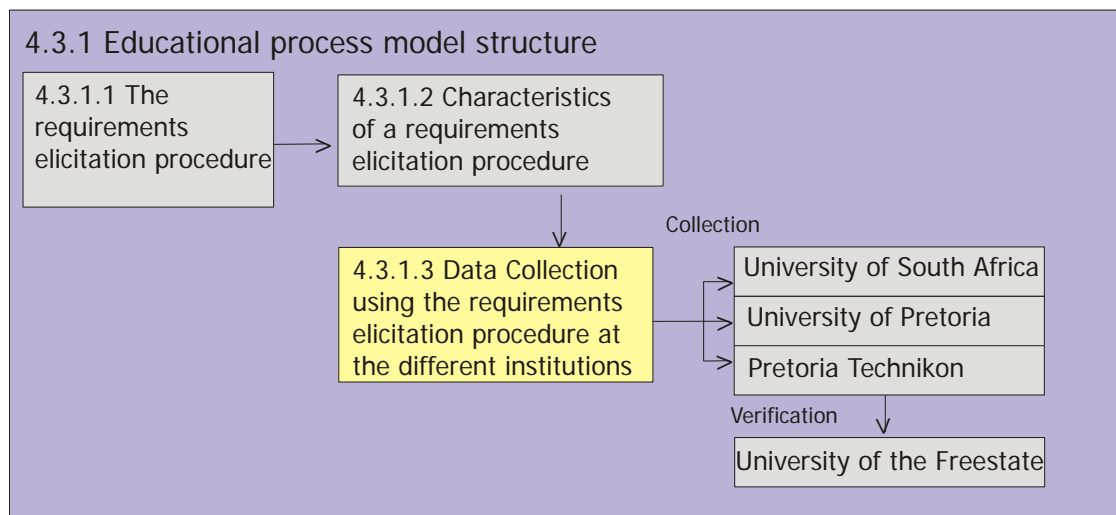 4.3.1 Educational process model structure
4.3.1.1 The
requirements
elicitation procedure
4.3.1.2 Characteristics
of a requirements
elicitation procedure
4.3.1.3 Data Collection
using the requirements
elicitation procedure at
the different institutions
Collection
University of South Africa
University of Pretoria
Pretoria Technikon
Verification
University of the Freestate